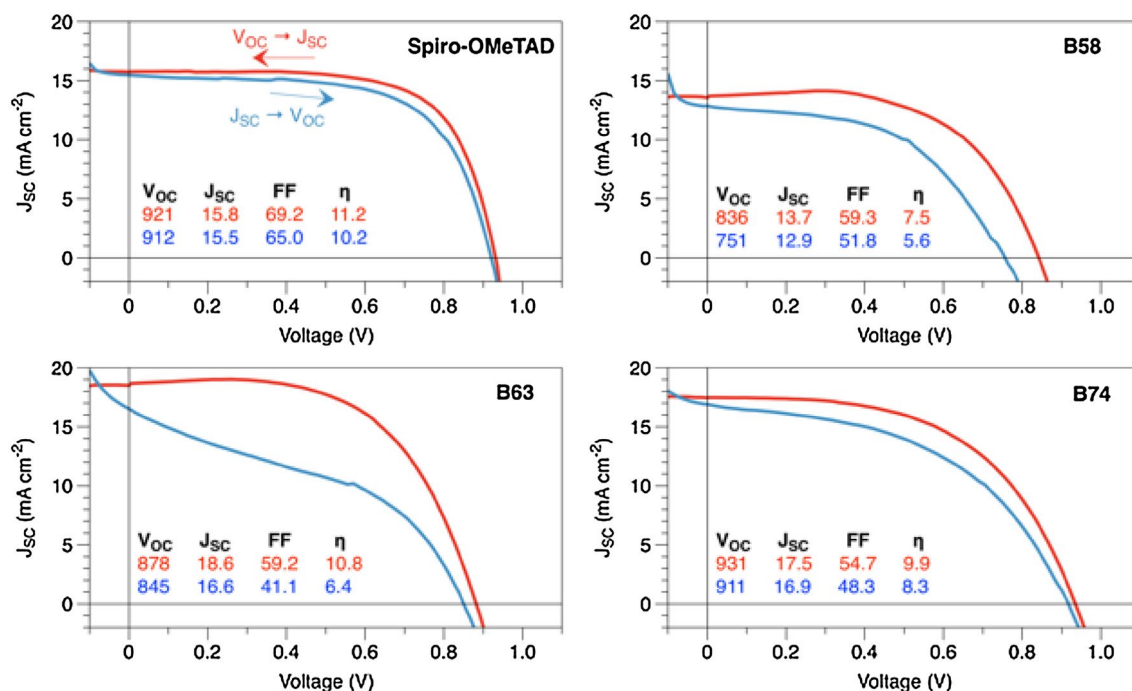 Spiro-OMeTAD
V_OC → J_SC
J_SC → V_OC
J_SC (mA cm⁻²)
20
15
10
5
0
V_OC J_SC FF η
921 15.8 69.2 11.2
912 15.5 65.0 10.2
0 0.2 0.4 0.6 0.8 1.0
Voltage (V)
B58
J_SC (mA cm⁻²)
20
15
10
5
0
V_OC J_SC FF η
836 13.7 59.3 7.5
751 12.9 51.8 5.6
0 0.2 0.4 0.6 0.8 1.0
Voltage (V)
B63
J_SC (mA cm⁻²)
20
15
10
5
0
V_OC J_SC FF η
878 18.6 59.2 10.8
845 16.6 41.1 6.4
0 0.2 0.4 0.6 0.8 1.0
Voltage (V)
B74
J_SC (mA cm⁻²)
20
15
10
5
0
V_OC J_SC FF η
931 17.5 54.7 9.9
911 16.9 48.3 8.3
0 0.2 0.4 0.6 0.8 1.0
Voltage (V)